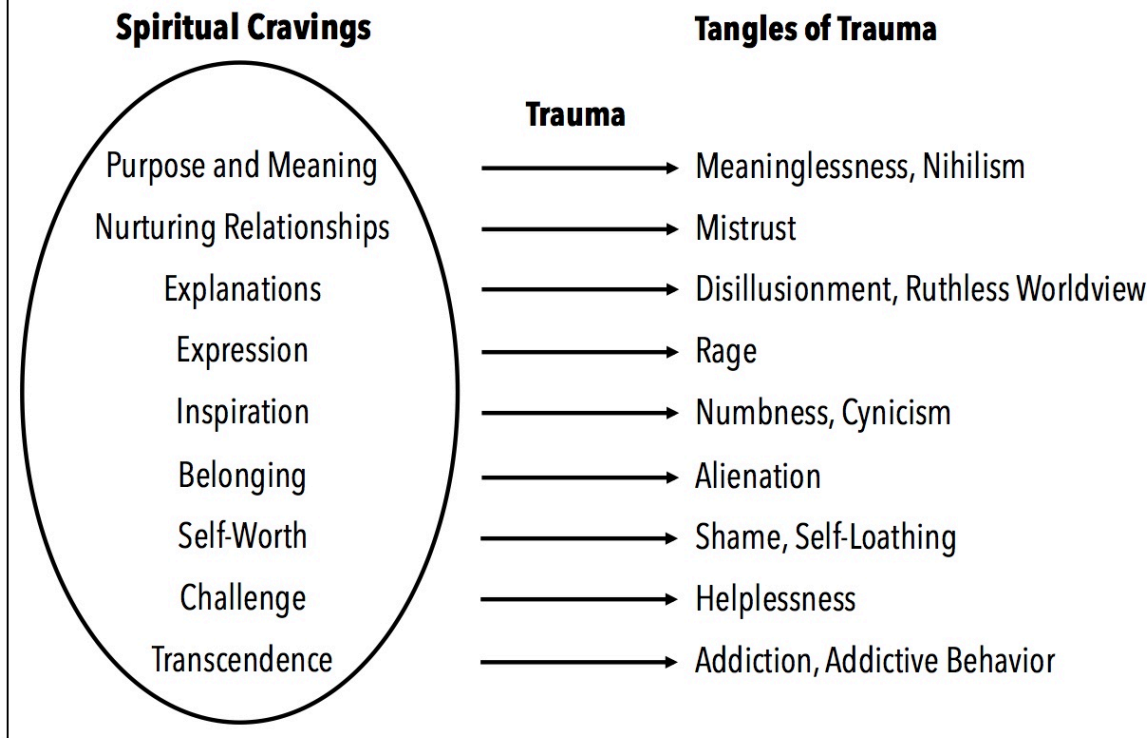 Spiritual Cravings
Tangles of Trauma
Trauma
Purpose and Meaning Meaninglessness, Nihilism
Nurturing Relationships Mistrust
Explanations Disillusionment, Ruthless Worldview
Expression Rage
Inspiration Numbness, Cynicism
Belonging Alienation
Self-Worth Shame, Self-Loathing
Challenge Helplessness
Transcendence Addiction, Addictive Behavior